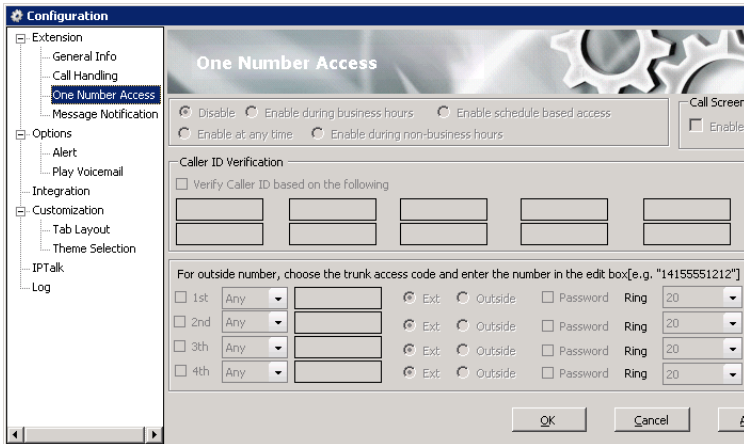 Configuration
Extension
General Info
Call Handling
One Number Access
Message Notification
Options
Alert
Play Voicemail
Integration
Customization
Tab Layout
Theme Selection
IPTalk
Log
One Number Access
Disable Enable during business hours Enable schedule based access
Enable at any time Enable during non-business hours
Call Screen
Enable
Caller ID Verification
Verify Caller ID based on the following
For outside number, choose the trunk access code and enter the number in the edit box[e.g. "14155551212"]
1st Any Ext Outside Password Ring 20
2nd Any Ext Outside Password Ring 20
3th Any Ext Outside Password Ring 20
4th Any Ext Outside Password Ring 20
OK Cancel